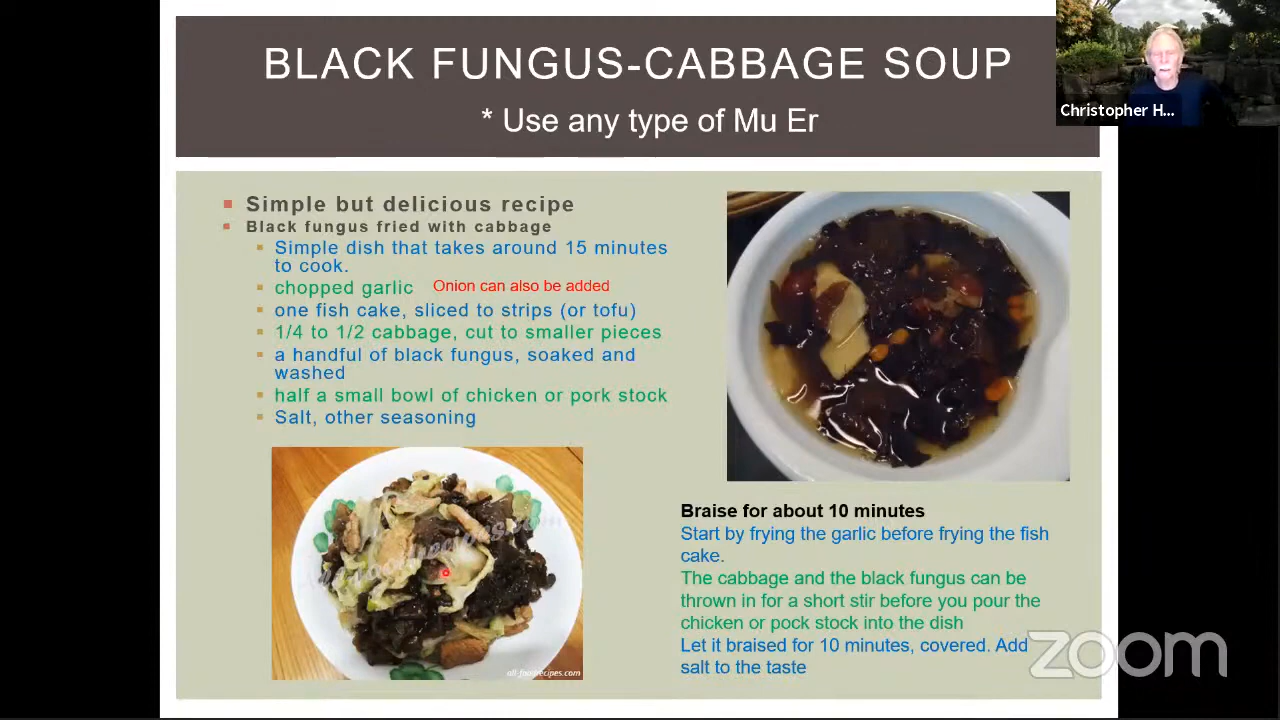 BLACK FUNGUS-CABBAGE SOUP
* Use any type of Mu Er
Christopher H...
Simple but delicious recipe
Black fungus fried with cabbage
Simple dish that takes around 15 minutes
to cook.
chopped garlic Onion can also be added
one fish cake, sliced to strips (or tofu)
1/4 to 1/2 cabbage, cut to smaller pieces
a handful of black fungus, soaked and
washed
half a small bowl of chicken or pork stock
Salt, other seasoning
all-foodrecipes.com
Braise for about 10 minutes
Start by frying the garlic before frying the fish
cake.
The cabbage and the black fungus can be
thrown in for a short stir before you pour the
chicken or pock stock into the dish
Let it braised for 10 minutes, covered. Add
salt to the taste
zoom